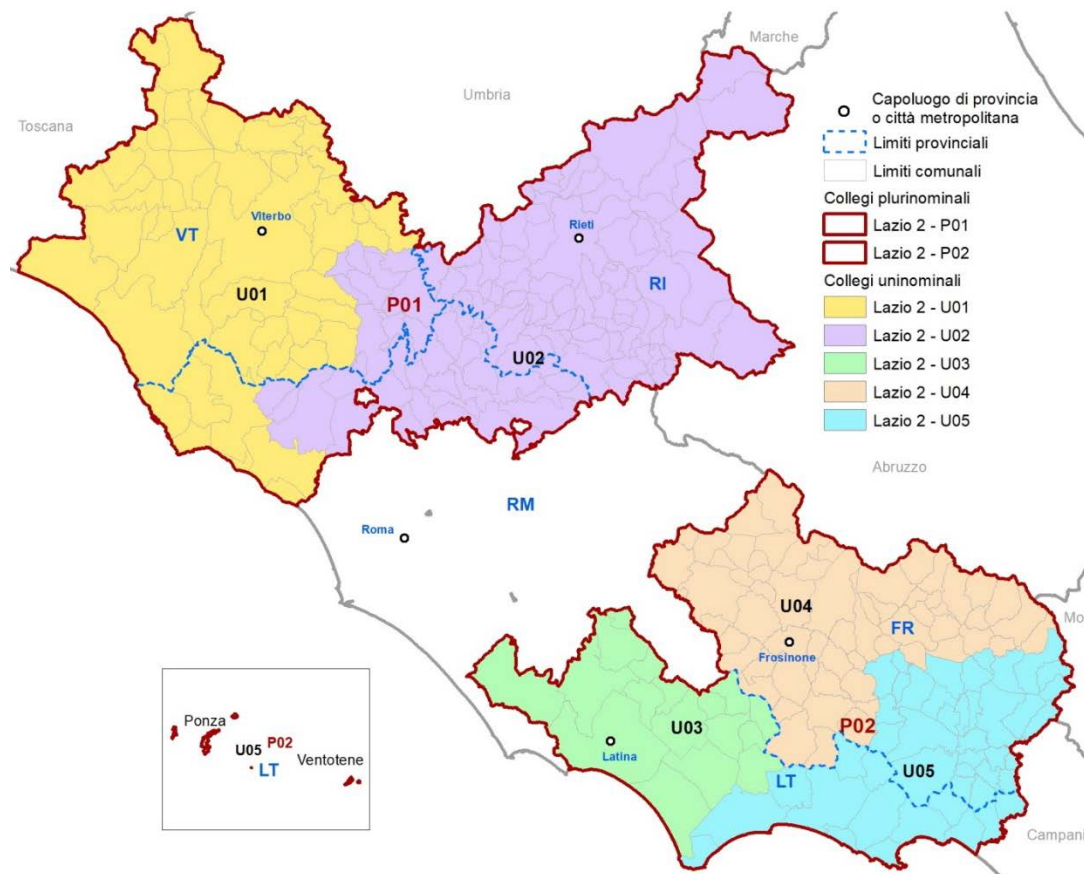 Marche
Umbria
Toscana
Capoluogo di provincia
o città metropolitana
Limiti provinciali
Limiti comunali
Collegi plurinominali
Lazio 2 - P01
Lazio 2 - P02
Collegi uninominali
Lazio 2 - U01
Lazio 2 - U02
Lazio 2 - U03
Lazio 2 - U04
Lazio 2 - U05
Viterbo
VT
U01
Rieti
RI
P01
U02
Abruzzo
RM
Roma
U04
FR
Frosinone
Mo
U03
P02
Latina
LT
U05
Campani
Ponza
U05
P02
LT
Ventotene